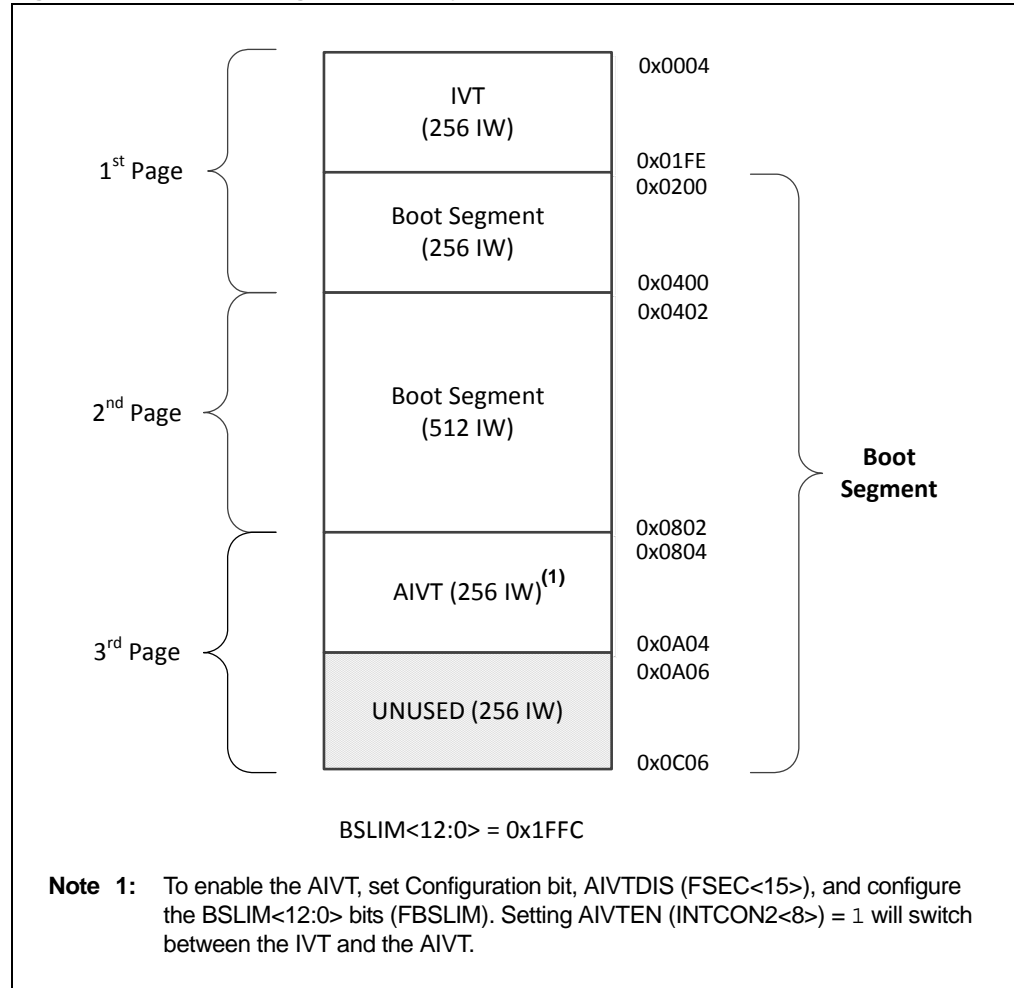 0x0004
IVT
(256 IW)
1st Page
0x01FE
0x0200
Boot Segment
(256 IW)
0x0400
0x0402
2nd Page
Boot Segment
(512 IW)
Boot
Segment
0x0802
0x0804
AIVT (256 IW)(1)
3rd Page
0x0A04
0x0A06
UNUSED (256 IW)
0x0C06
BSLIM<12:0> = 0x1FFC
Note 1: To enable the AIVT, set Configuration bit, AIVTDIS (FSEC<15>), and configure
the BSLIM<12:0> bits (FBSLIM). Setting AIVTEN (INTCON2<8>) = 1 will switch
between the IVT and the AIVT.